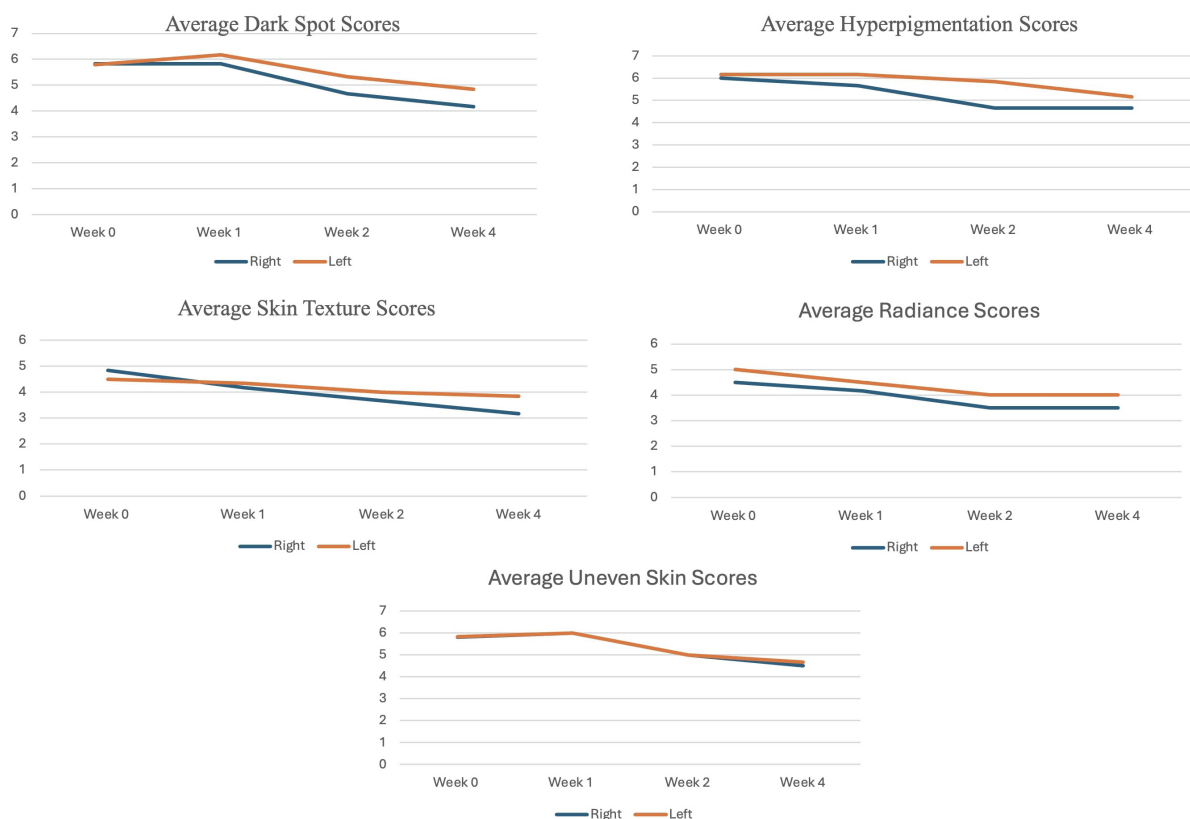 Average Dark Spot Scores
7
6
5
4
3
2
1
0
Week 0 Week 1 Week 2 Week 4
Right Left
Average Hyperpigmentation Scores
7
6
5
4
3
2
1
0
Week 0 Week 1 Week 2 Week 4
Right Left
Average Skin Texture Scores
6
5
4
3
2
1
0
Week 0 Week 1 Week 2 Week 4
Right Left
Average Radiance Scores
6
5
4
3
2
1
0
Week 0 Week 1 Week 2 Week 4
Right Left
Average Uneven Skin Scores
7
6
5
4
3
2
1
0
Week 0 Week 1 Week 2 Week 4
Right Left